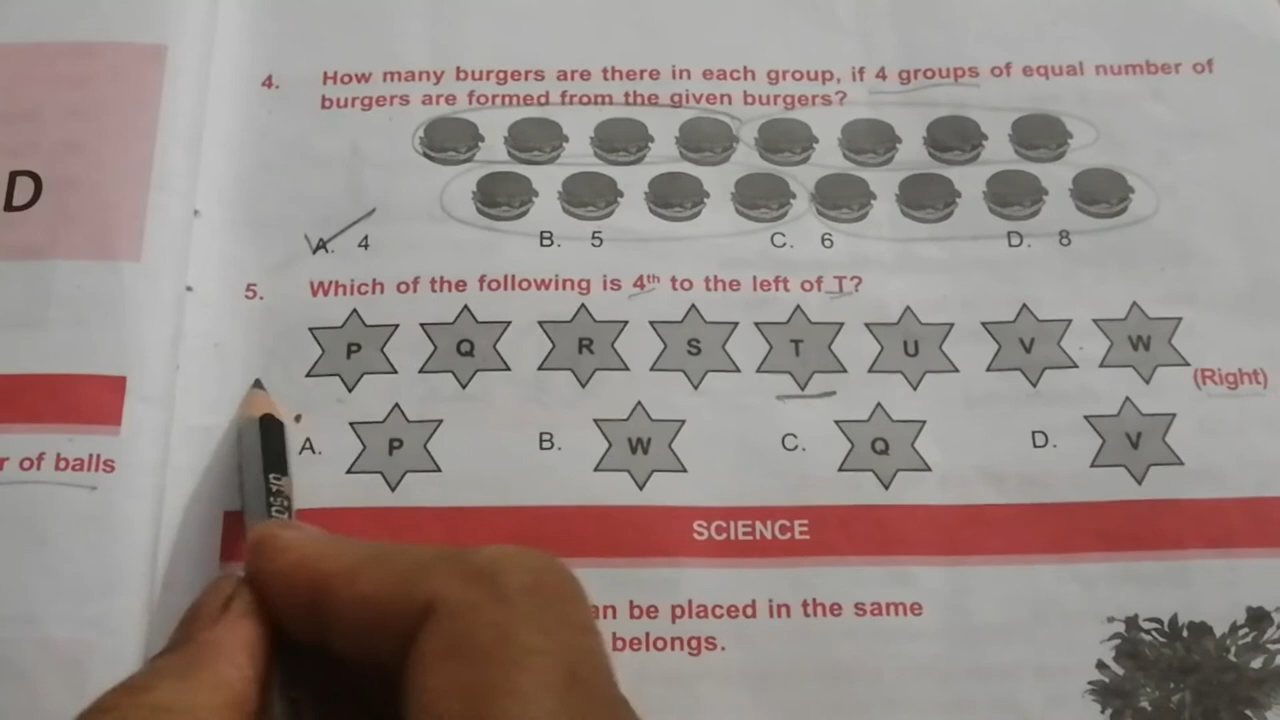 4. How many burgers are there in each group, if 4 groups of equal number of
burgers are formed from the given burgers?
A. 4 B. 5 C. 6 D. 8
5. Which of the following is 4th to the left of T?
P Q R S T U V W
(Right)
A. P B. W C. Q D. V
SCIENCE
be placed in the same
belongs.
D
of balls